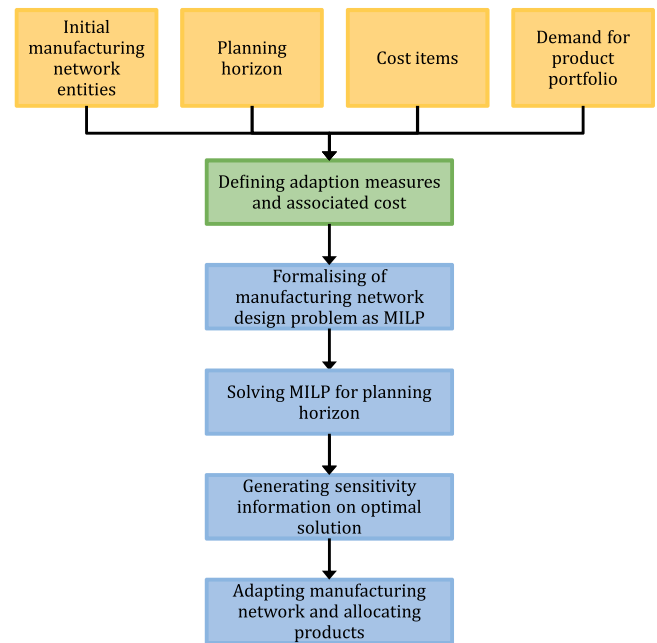 Initial
manufacturing
network
entities
Planning
horizon
Cost items
Demand for
product
portfolio
Defining adaption measures
and associated cost
Formalising of
manufacturing network
design problem as MILP
Solving MILP for planning
horizon
Generating sensitivity
information on optimal
solution
Adapting manufacturing
network and allocating
products